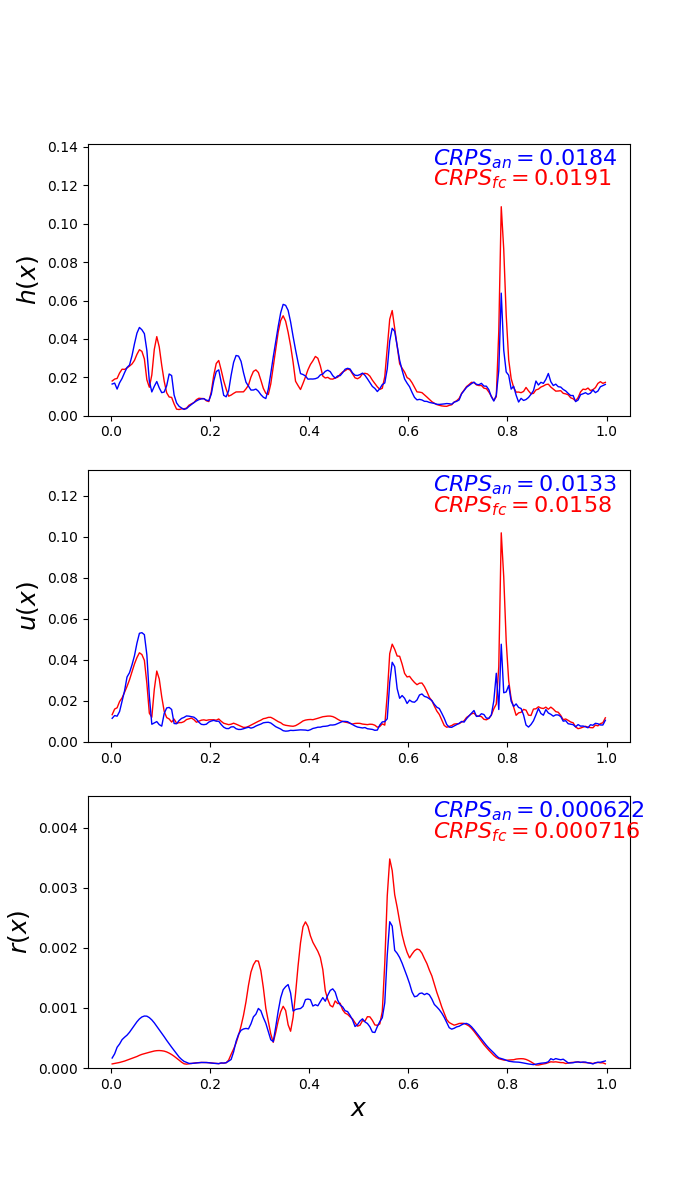 0.14
0.12
0.10
0.08
0.06
0.04
0.02
0.00
h(x)
CRPS_an = 0.0184
CRPS_fc = 0.0191
0.0 0.2 0.4 0.6 0.8 1.0
0.12
0.10
0.08
0.06
0.04
0.02
0.00
u(x)
CRPS_an = 0.0133
CRPS_fc = 0.0158
0.0 0.2 0.4 0.6 0.8 1.0
0.004
0.003
0.002
0.001
0.000
r(x)
CRPS_an = 0.000622
CRPS_fc = 0.000716
0.0 0.2 0.4 0.6 0.8 1.0
x